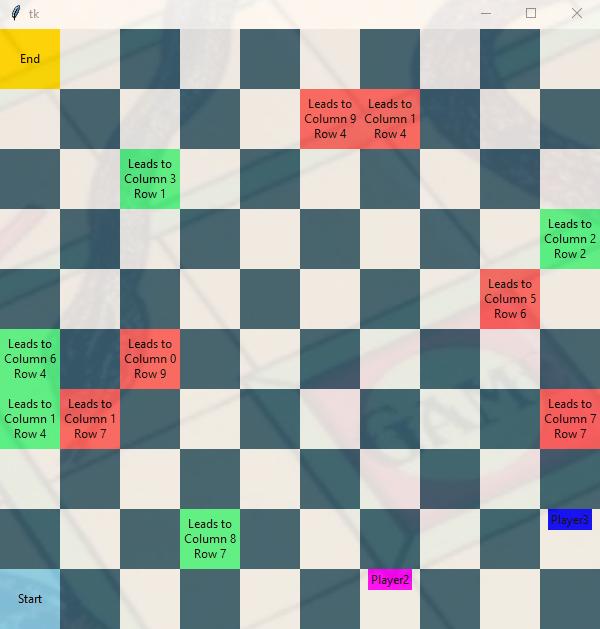 tk
End
Leads to
Column 9
Row 4
Leads to
Column 1
Row 4
Leads to
Column 3
Row 1
Leads to
Column 2
Row 2
Leads to
Column 5
Row 6
Leads to
Column 6
Row 4
Leads to
Column 0
Row 9
Leads to
Column 1
Row 4
Leads to
Column 1
Row 7
Leads to
Column 7
Row 7
GAME
Leads to
Column 8
Row 7
Player3
Start
Player2